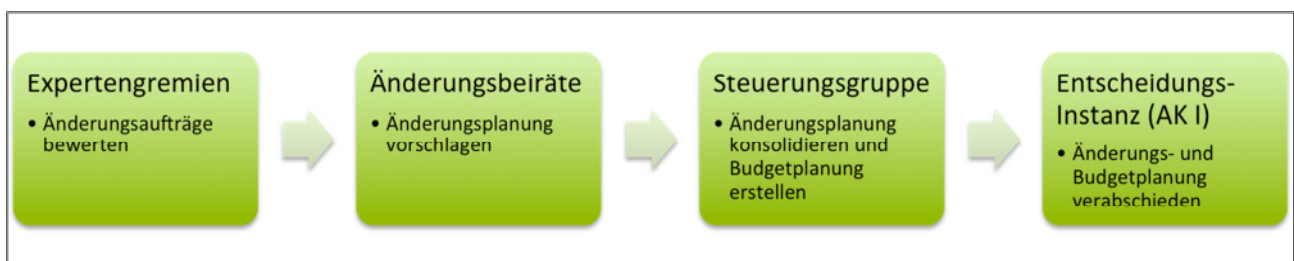 Expertengremien
• Änderungsaufträge
bewerten
Änderungsbeiräte
• Änderungsplanung
vorschlagen
Steuerungsgruppe
• Änderungsplanung
konsolidieren und
Budgetplanung
erstellen
Entscheidungs-
Instanz (AK I)
• Änderungs- und
Budgetplanung
verabschieden